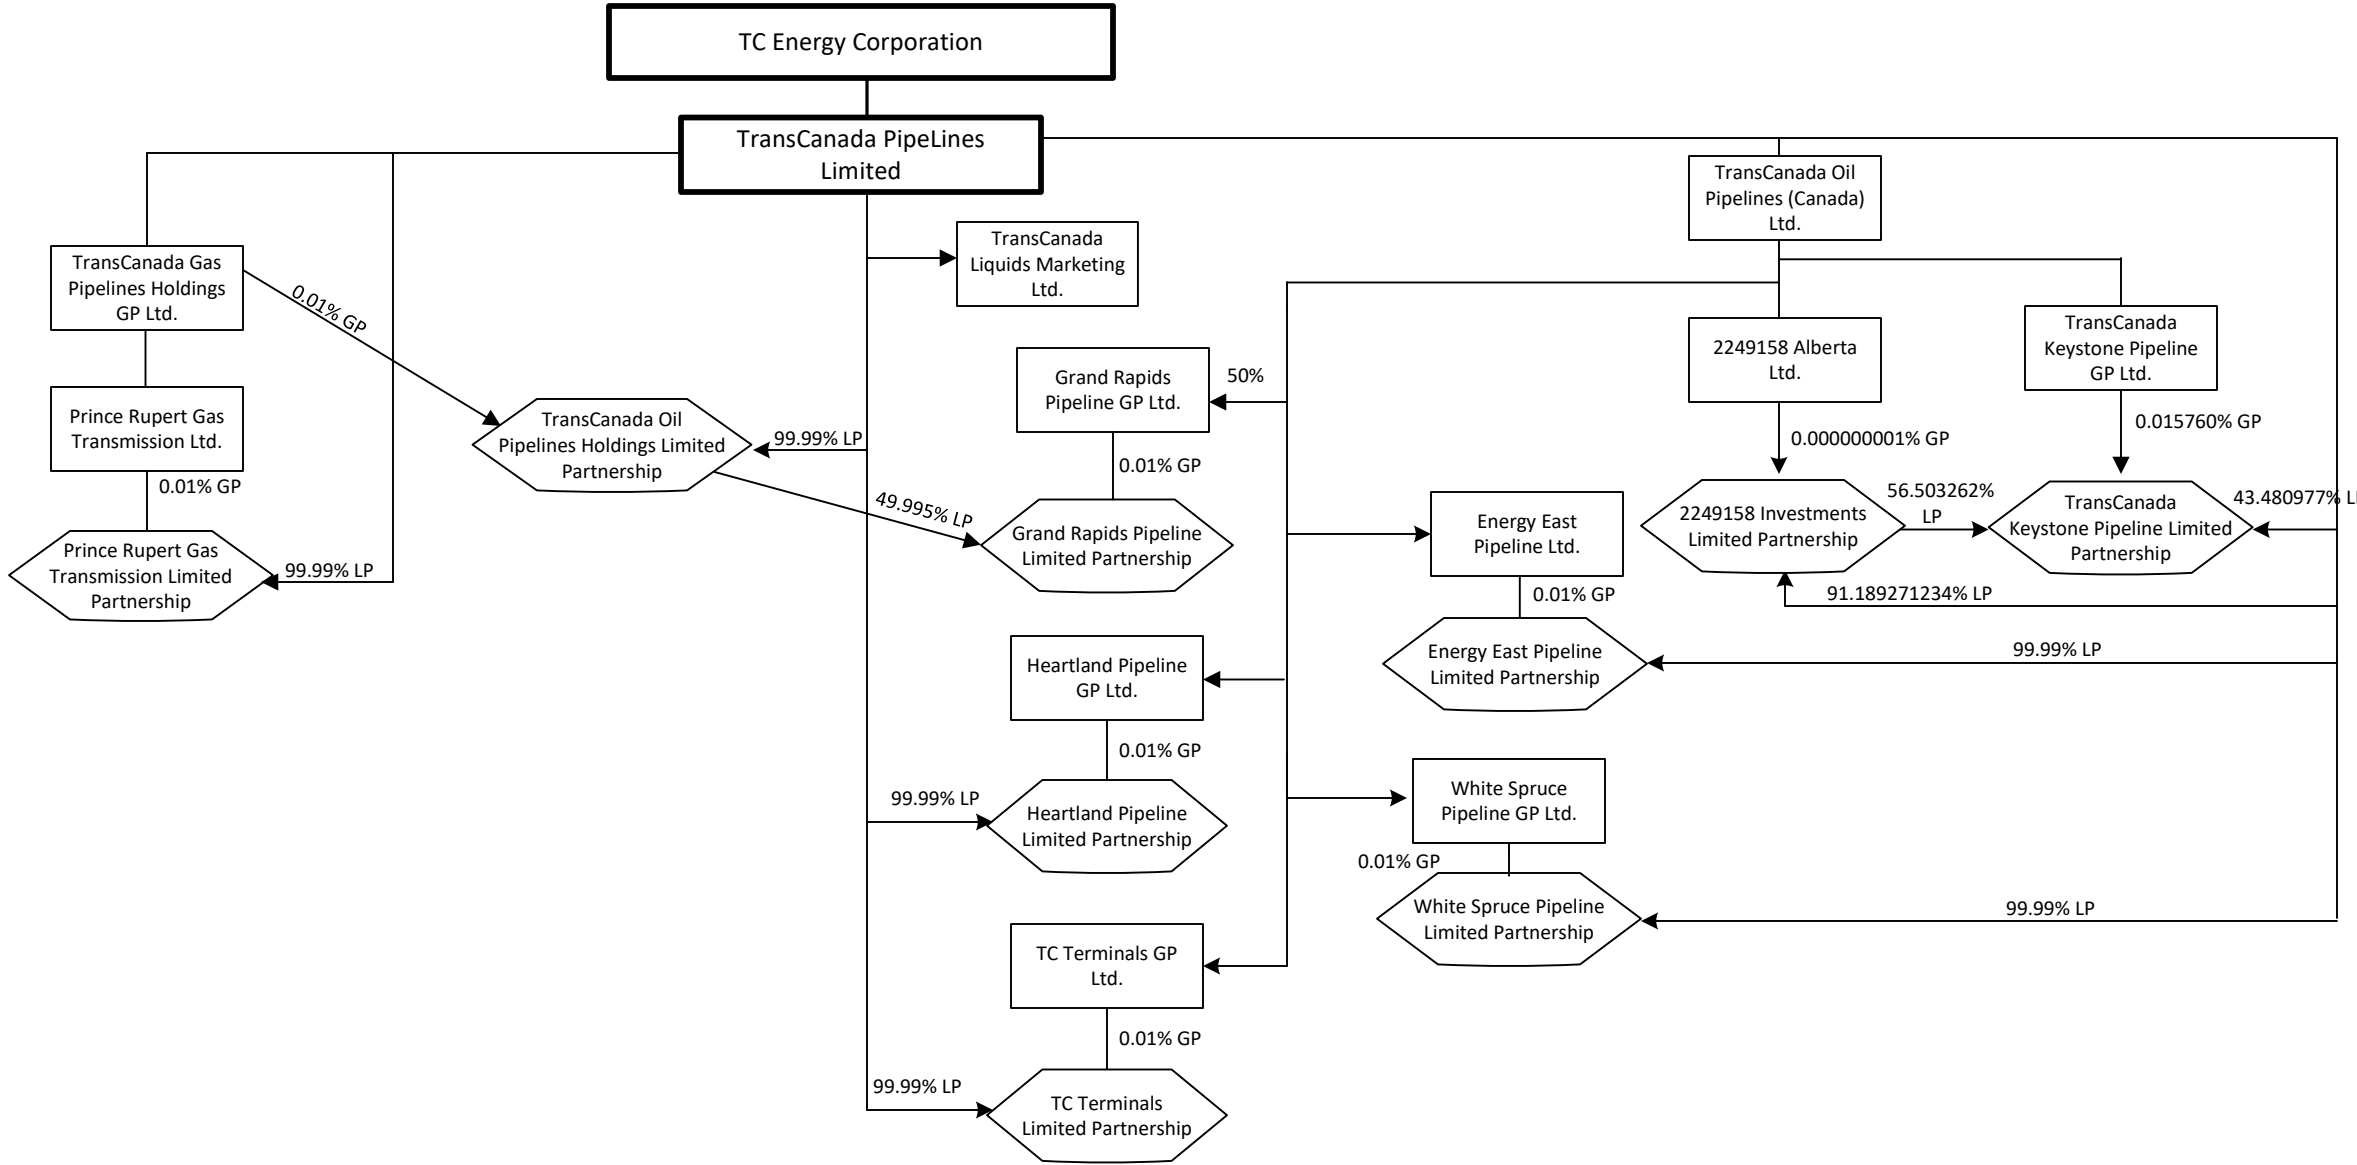 TC Energy Corporation
TransCanada PipeLines
Limited
TransCanada Oil
Pipelines (Canada)
Ltd.
TransCanada Gas
Pipelines Holdings
GP Ltd.
0.01% GP
TransCanada
Liquids Marketing
Ltd.
Prince Rupert Gas
Transmission Ltd.
0.01% GP
Prince Rupert Gas
Transmission Limited
Partnership
99.99% LP
TransCanada Oil
Pipelines Holdings Limited
Partnership
99.99% LP
49.995% LP
Grand Rapids
Pipeline GP Ltd.
50%
0.01% GP
Grand Rapids Pipeline
Limited Partnership
2249158 Alberta
Ltd.
0.000000001% GP
2249158 Investments
Limited Partnership
56.503262%
LP
91.189271234% LP
TransCanada
Keystone Pipeline
GP Ltd.
0.015760% GP
TransCanada
Keystone Pipeline Limited
Partnership
43.480977% LP
Energy East
Pipeline Ltd.
0.01% GP
Energy East Pipeline
Limited Partnership
99.99% LP
Heartland Pipeline
GP Ltd.
0.01% GP
99.99% LP
Heartland Pipeline
Limited Partnership
White Spruce
Pipeline GP Ltd.
0.01% GP
White Spruce Pipeline
Limited Partnership
99.99% LP
TC Terminals GP
Ltd.
0.01% GP
99.99% LP
TC Terminals
Limited Partnership